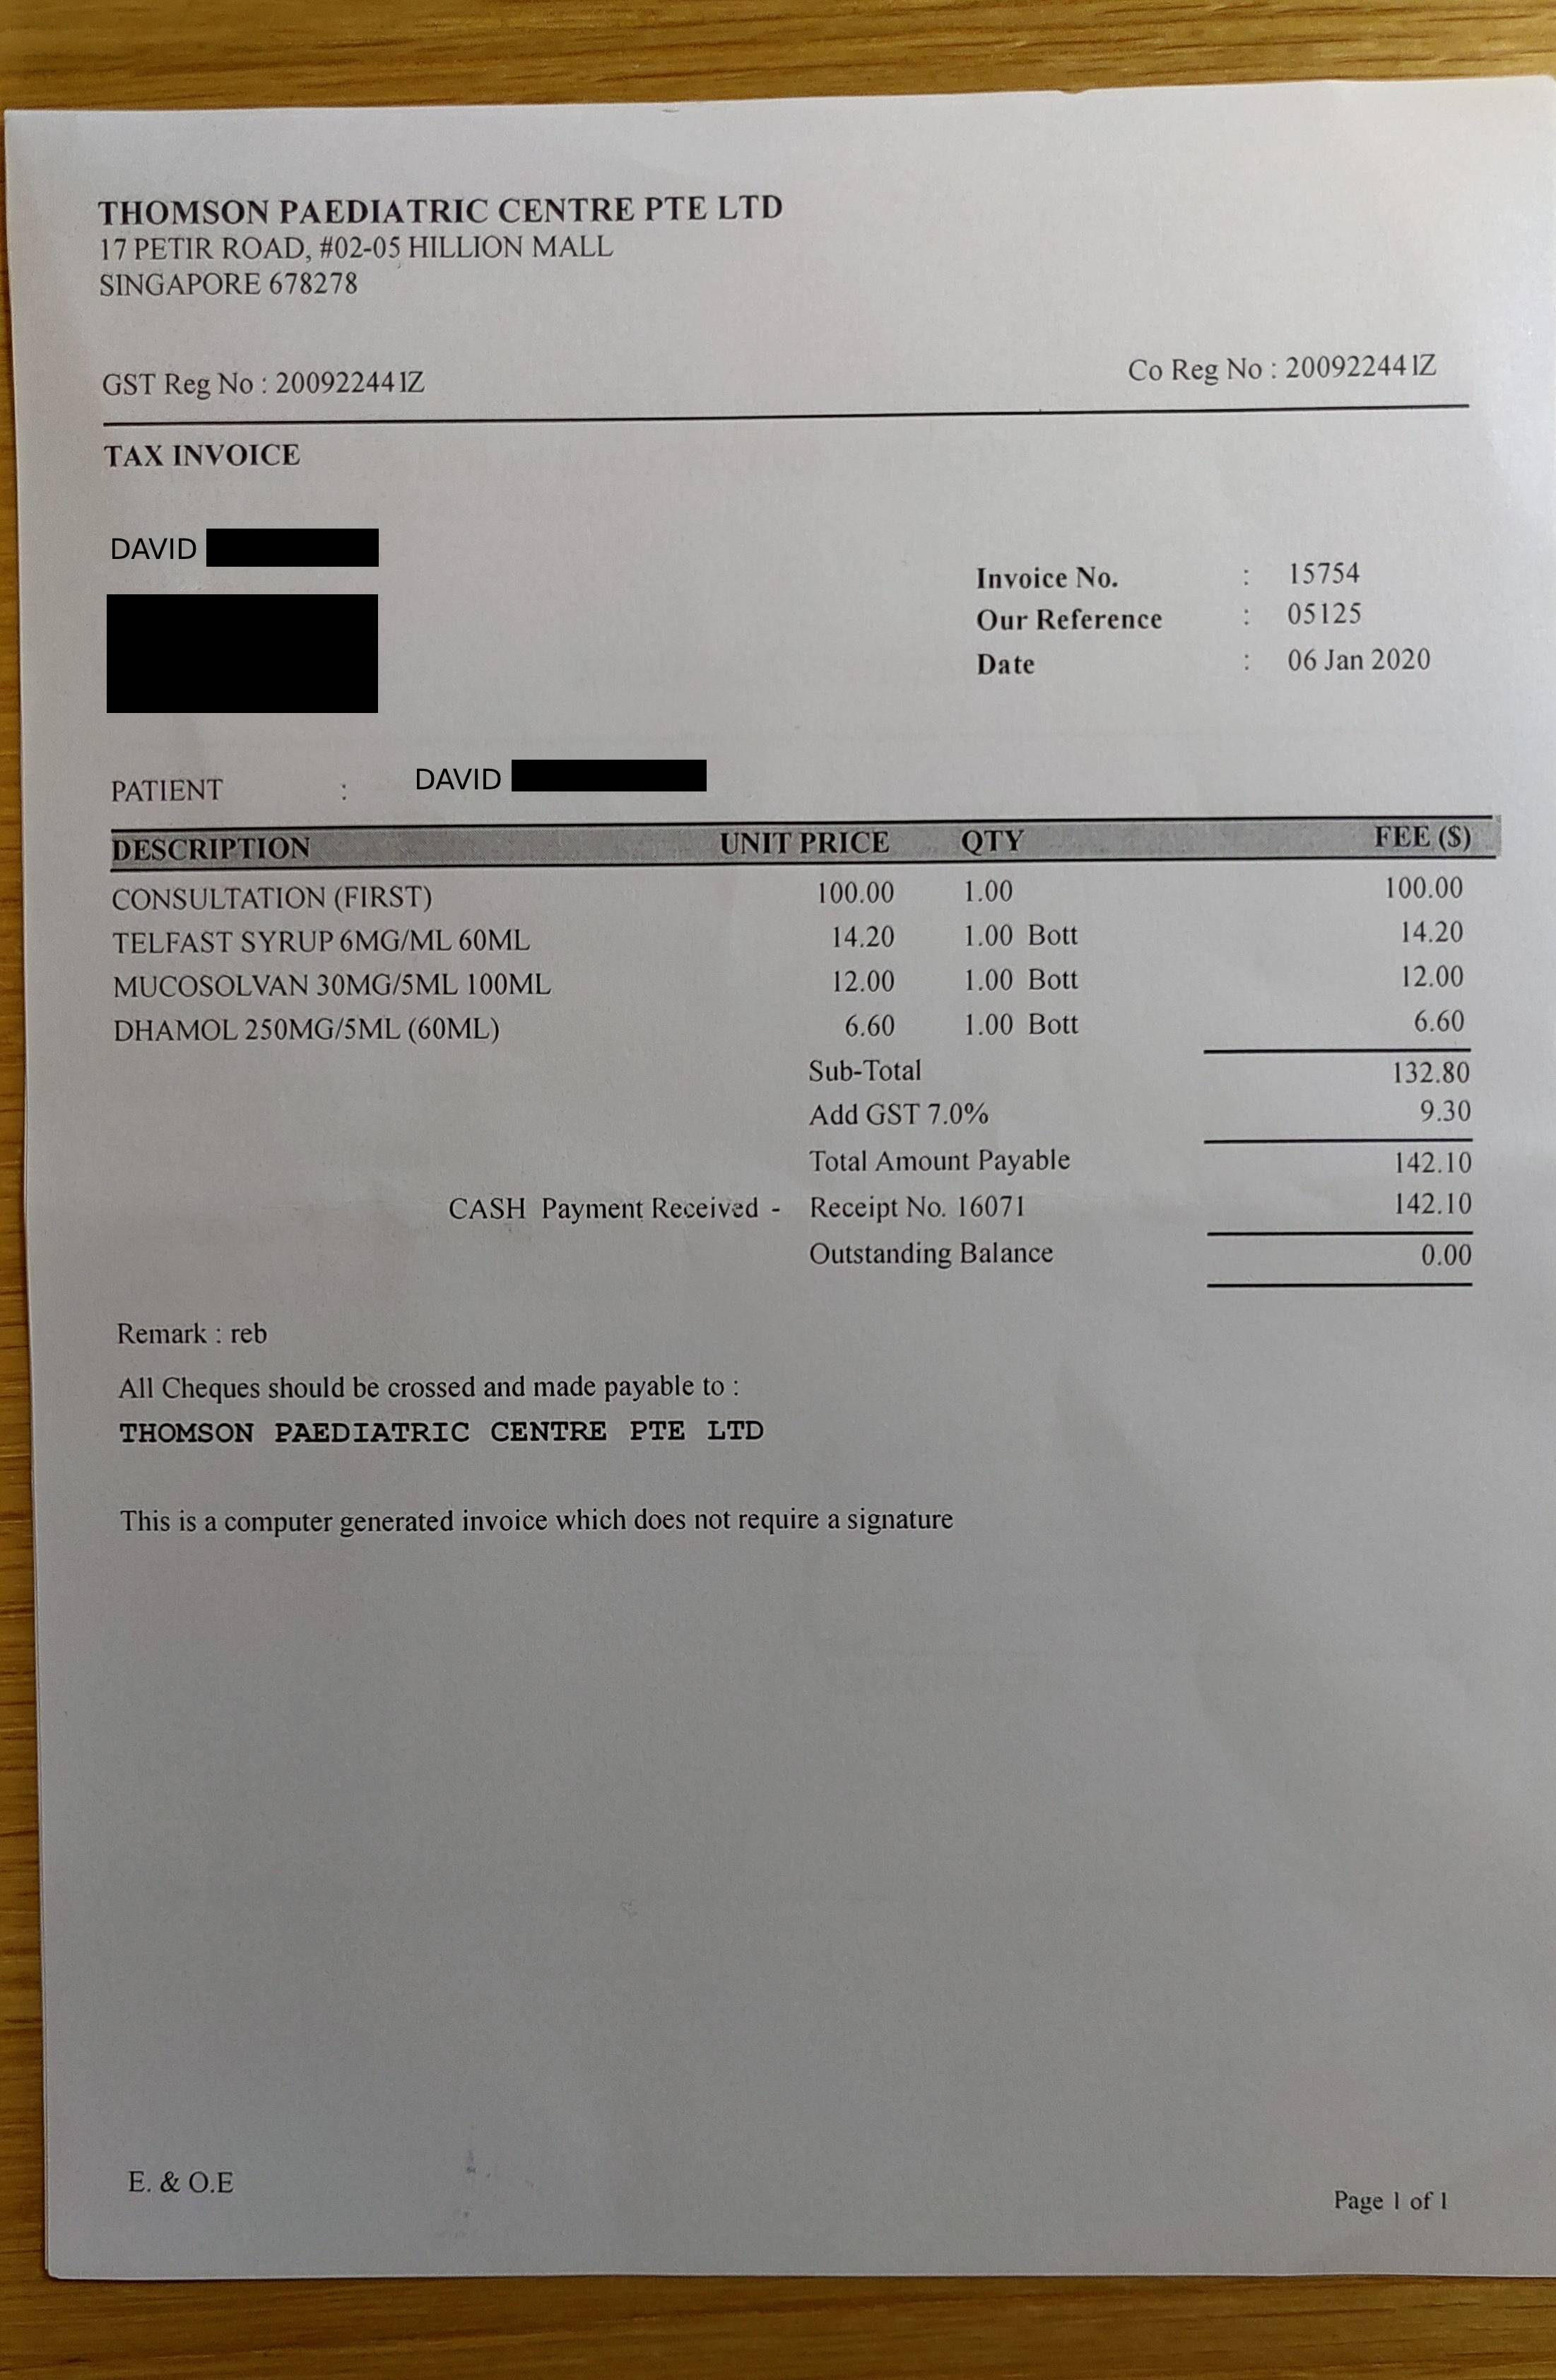 THOMSON PAEDIATRIC CENTRE PTE LTD
17 PETIR ROAD, #02-05 HILLION MALL
SINGAPORE 678278
GST Reg No : 200922441Z Co Reg No : 200922441Z
TAX INVOICE
DAVID
Invoice No. : 15754
Our Reference : 05125
Date : 06 Jan 2020
PATIENT : DAVID
DESCRIPTION UNIT PRICE QTY FEE ($)
CONSULTATION (FIRST) 100.00 1.00 100.00
TELFAST SYRUP 6MG/ML 60ML 14.20 1.00 Bott 14.20
MUCOSOLVAN 30MG/5ML 100ML 12.00 1.00 Bott 12.00
DHAMOL 250MG/5ML (60ML) 6.60 1.00 Bott 6.60
Sub-Total 132.80
Add GST 7.0% 9.30
Total Amount Payable 142.10
CASH Payment Received - Receipt No. 16071 142.10
Outstanding Balance 0.00
Remark : reb
All Cheques should be crossed and made payable to :
THOMSON PAEDIATRIC CENTRE PTE LTD
This is a computer generated invoice which does not require a signature
E. & O.E
Page 1 of 1